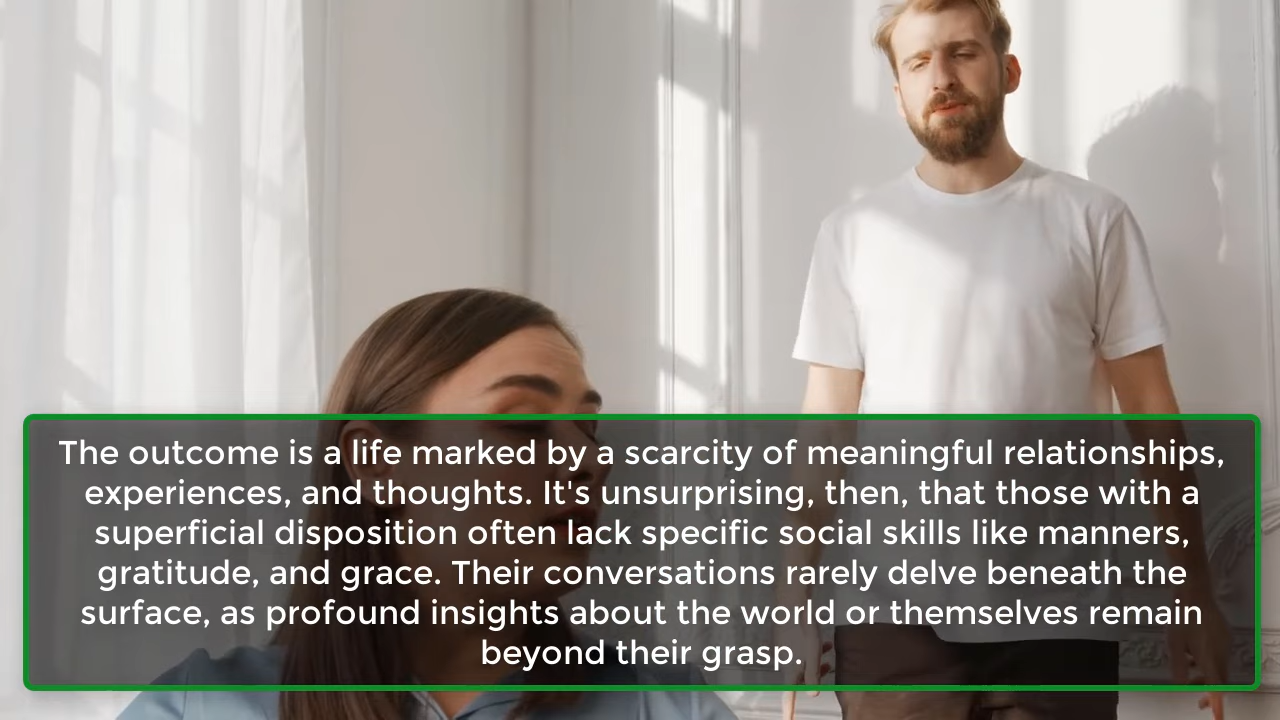 The outcome is a life marked by a scarcity of meaningful relationships,
experiences, and thoughts. It's unsurprising, then, that those with a
superficial disposition often lack specific social skills like manners,
gratitude, and grace. Their conversations rarely delve beneath the
surface, as profound insights about the world or themselves remain
beyond their grasp.